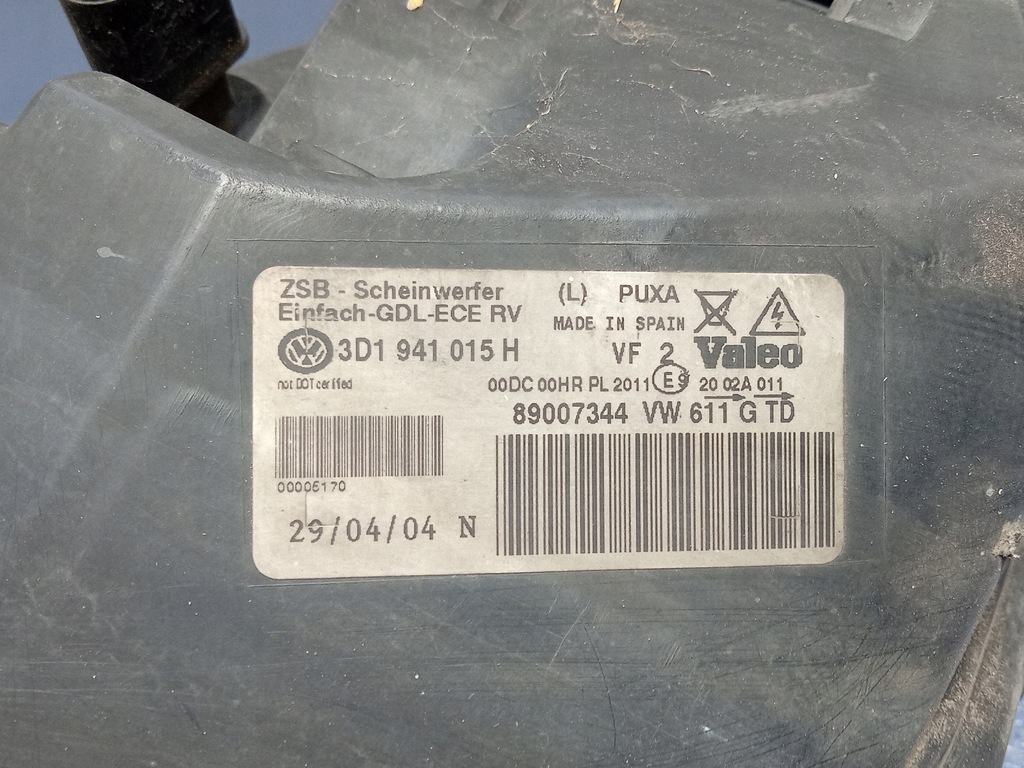 ZSB - Scheinwerfer (L) PUXA
Einfach-GDL-ECE RV MADE IN SPAIN
3D1 941 015 H VF 2 Valeo
not DOT certified 00DC 00HR PL 2011 E9 20 02A 011
89007344 VW 611 G TD
00005170
29/04/04 N